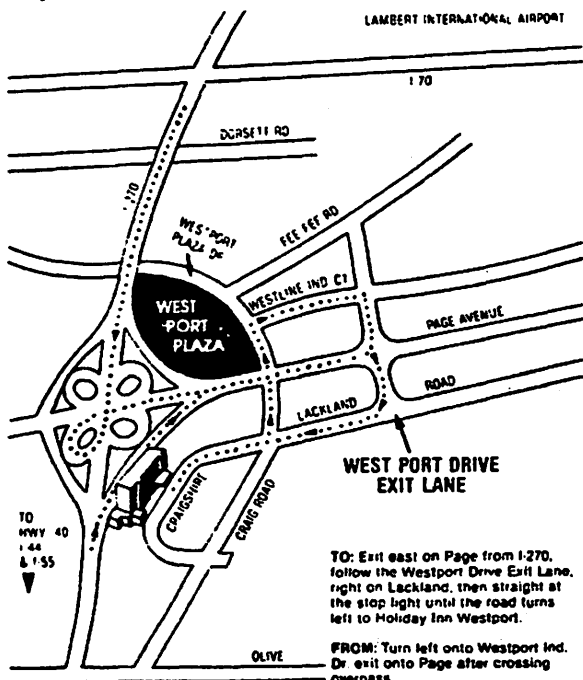 LAMBERT INTERNATIONAL AIRPORT
I 70
DORSETT RD
I-270
WESTPORT
PLAZA DR
FEE FEE RD
WESTLINE IND CT
WEST
PORT
PLAZA
PAGE AVENUE
ROAD
LACKLAND
WEST PORT DRIVE
EXIT LANE
CRAIGSHIRE
CRAIG ROAD
TO
HWY 40
I-44
& I-55
TO: Exit east on Page from I-270,
follow the Westport Drive Exit Lane,
right on Lackland, then straight at
the stop light until the road turns
left to Holiday Inn Westport.
FROM: Turn left onto Westport Ind.
Dr. exit onto Page after crossing
overpass
OLIVE